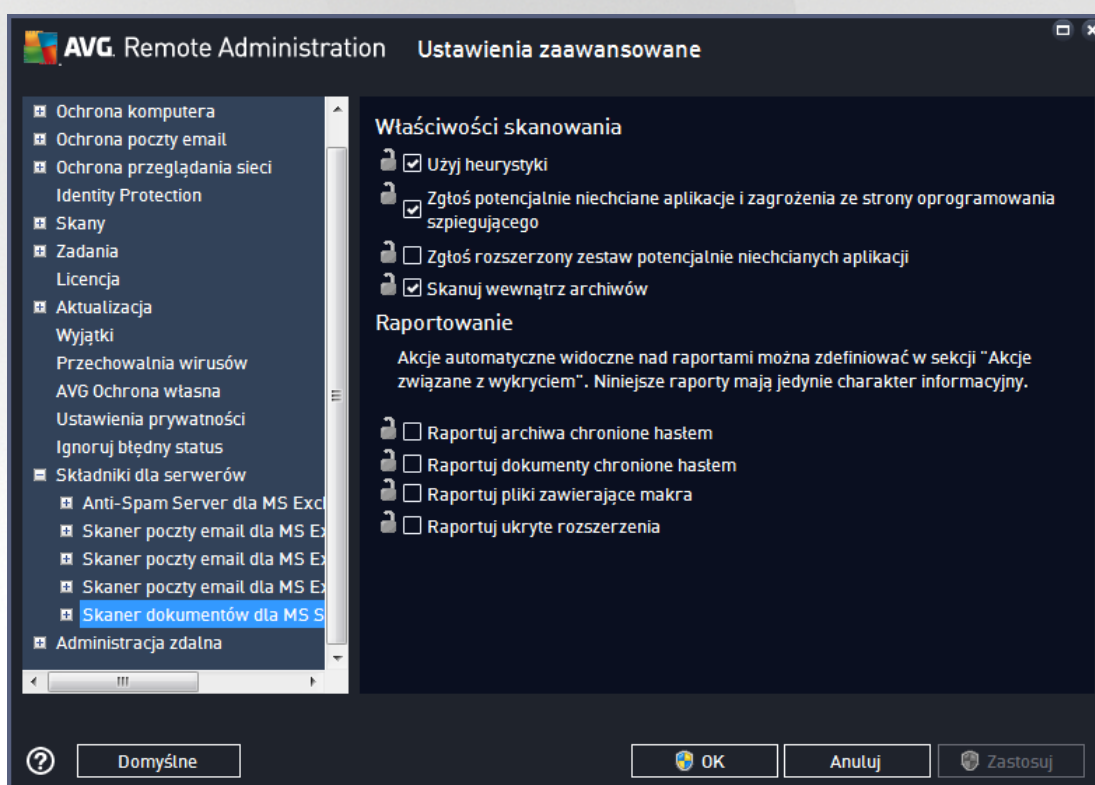 AVG. Remote Administration Ustawienia zaawansowane
Ochrona komputera
Ochrona poczty email
Ochrona przeglądania sieci
Identity Protection
Skany
Zadania
Licencja
Aktualizacja
Wyjątki
Przechowalnia wirusów
AVG Ochrona własna
Ustawienia prywatności
Ignoruj błędny status
Składniki dla serwerów
Anti-Spam Server dla MS
Skaner poczty email dla MS
Skaner poczty email dla MS
Skaner poczty email dla MS
Skaner dokumentów dla MS S
Administracja zdalna
Właściwości skanowania
Użyj heurystyki
Zgłoś potencjalnie niechciane aplikacje i zagrożenia ze strony oprogramowania
szpiegującego
Zgłoś rozszerzony zestaw potencjalnie niechcianych aplikacji
Skanuj wewnątrz archiwów
Raportowanie
Akcje automatyczne widoczne nad raportami można zdefiniować w sekcji "Akcje
związane z wykryciem". Niniejsze raporty mają jedynie charakter informacyjny.
Raportuj archiwa chronione hasłem
Raportuj dokumenty chronione hasłem
Raportuj pliki zawierające makra
Raportuj ukryte rozszerzenia
Domyślne
OK
Anuluj
Zastosuj